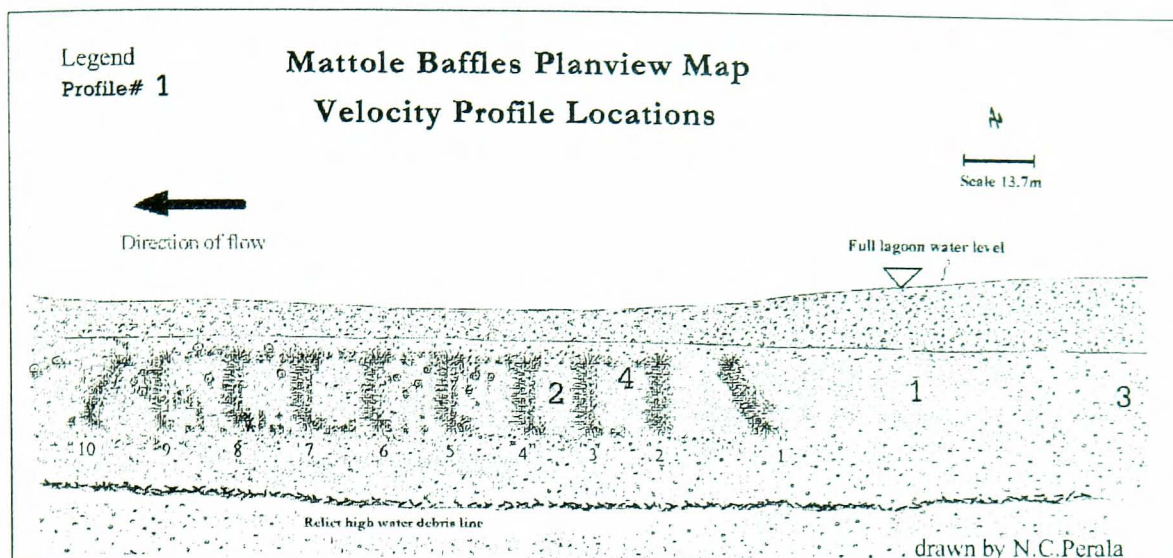 Legend
Profile# 1
Mattole Baffles Planview Map
Velocity Profile Locations
Scale 13.7m
Direction of flow
Full lagoon water level
2 4 1 3
10 9 8 7 6 5 4 3 2 1
Relict high water debris line
drawn by N.C.Perala